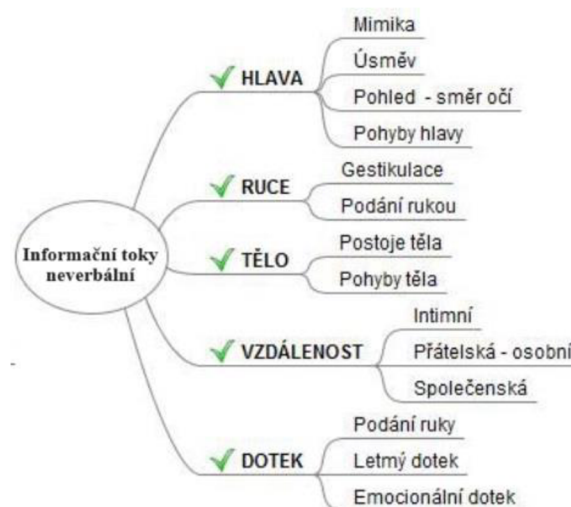 Informační toky
neverbální
HLAVA
Mimika
Úsměv
Pohled - směr očí
Pohyby hlavy
RUCE
Gestikulace
Podání rukou
TĚLO
Postoje těla
Pohyby těla
VZDÁLENOST
Intimní
Přátelská - osobní
Společenská
DOTEK
Podání ruky
Letmý dotek
Emocionální dotek